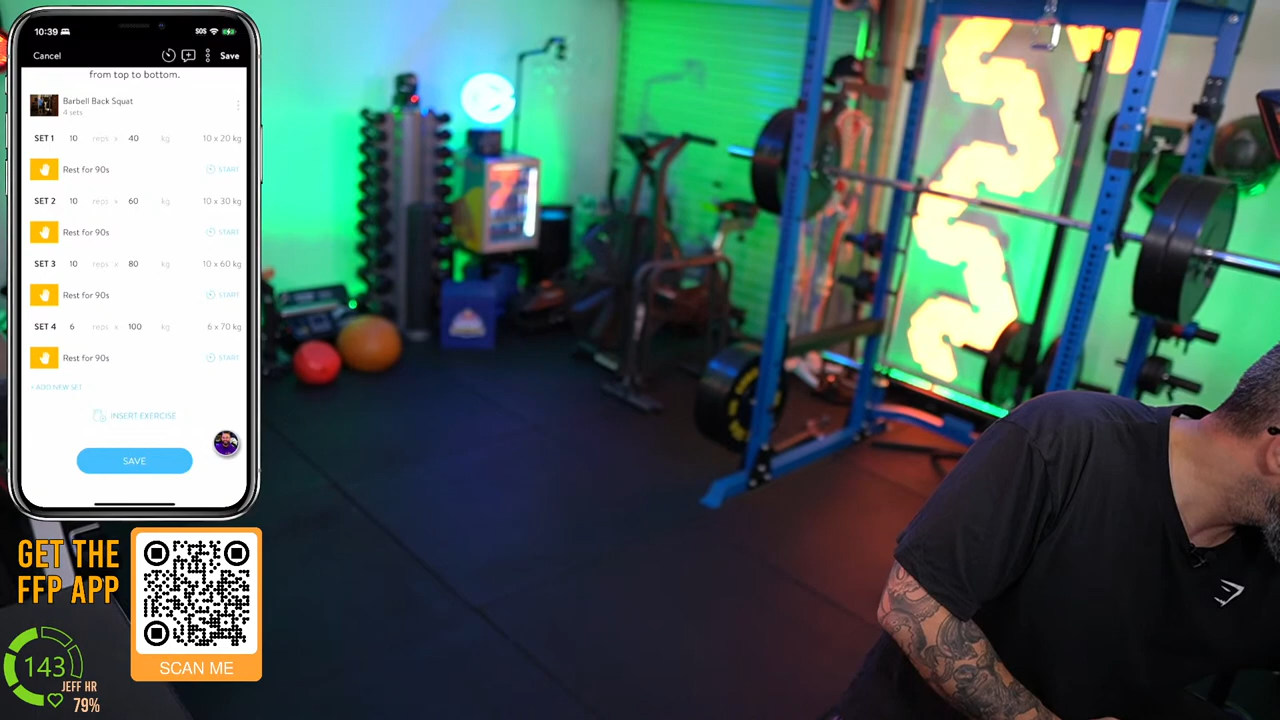 10:39
SOS
Cancel
Save
from top to bottom.
Barbell Back Squat
4 sets
SET 1 10 reps x 40 kg 10 x 20 kg
Rest for 90s START
SET 2 10 reps x 60 kg 10 x 30 kg
Rest for 90s START
SET 3 10 reps x 80 kg 10 x 60 kg
Rest for 90s START
SET 4 6 reps x 100 kg 6 x 70 kg
Rest for 90s START
+ ADD NEW SET
INSERT EXERCISE
SAVE
GET THE
FFP APP
SCAN ME
143
JEFF HR
79%